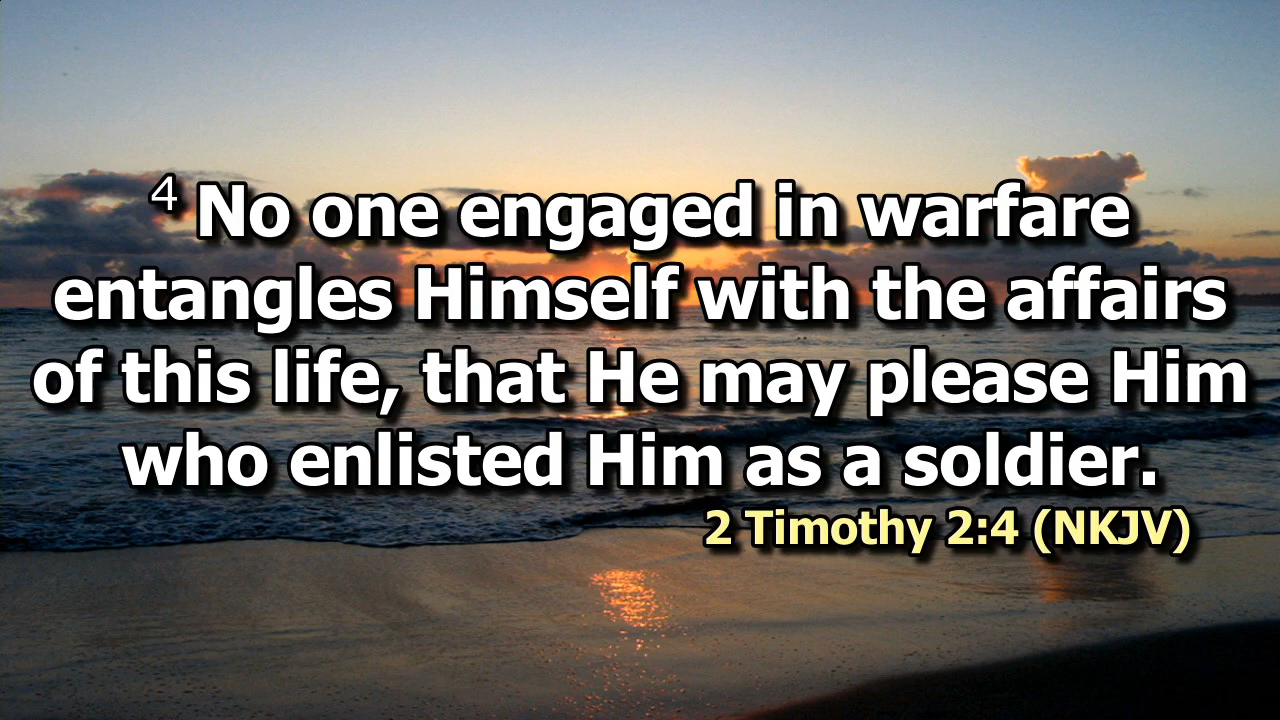 4 No one engaged in warfare
entangles Himself with the affairs
of this life, that He may please Him
who enlisted Him as a soldier.
2 Timothy 2:4 (NKJV)